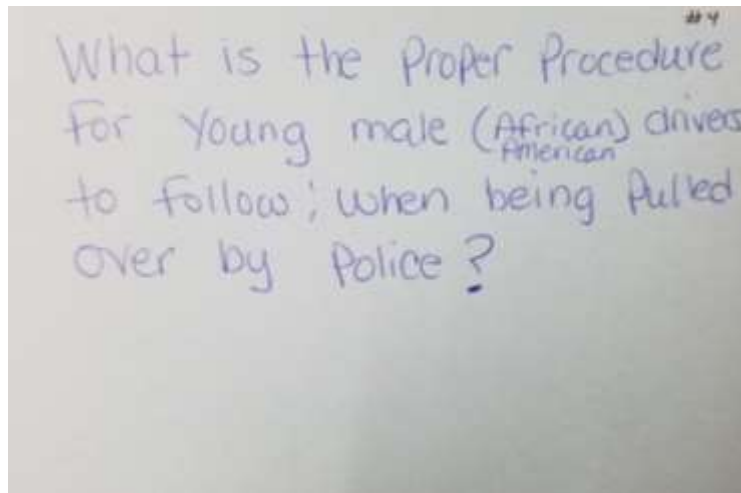 #4
What is the Proper Procedure
for Young male (African) drivers
American
to follow; when being Pulled
over by Police?